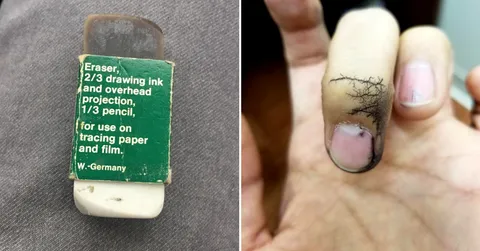 Eraser,
2/3 drawing ink
and overhead
projection,
1/3 pencil,
for use on
tracing paper
and film.
W.-Germany